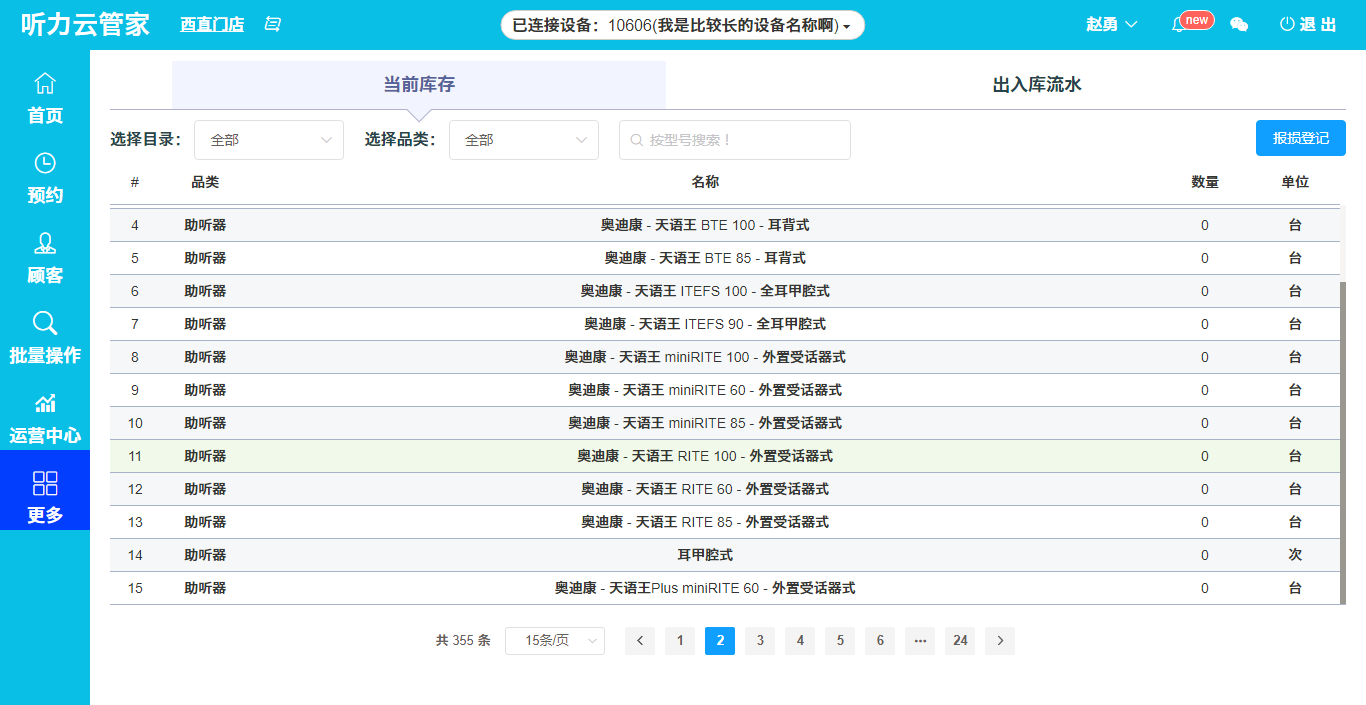 听力云管家 酉直门店 已连接设备：10606(我是比较长的设备名称啊) 赵勇 new 退 出
首页
预约
顾客
批量操作
运营中心
更多
当前库存 出入库流水
选择目录： 全部 选择品类： 全部 按型号搜索！ 报损登记
# 品类 名称 数量 单位
4 助听器 奥迪康 - 天语王 BTE 100 - 耳背式 0 台
5 助听器 奥迪康 - 天语王 BTE 85 - 耳背式 0 台
6 助听器 奥迪康 - 天语王 ITEFS 100 - 全耳甲腔式 0 台
7 助听器 奥迪康 - 天语王 ITEFS 90 - 全耳甲腔式 0 台
8 助听器 奥迪康 - 天语王 miniRITE 100 - 外置受话器式 0 台
9 助听器 奥迪康 - 天语王 miniRITE 60 - 外置受话器式 0 台
10 助听器 奥迪康 - 天语王 miniRITE 85 - 外置受话器式 0 台
11 助听器 奥迪康 - 天语王 RITE 100 - 外置受话器式 0 台
12 助听器 奥迪康 - 天语王 RITE 60 - 外置受话器式 0 台
13 助听器 奥迪康 - 天语王 RITE 85 - 外置受话器式 0 台
14 助听器 耳甲腔式 0 次
15 助听器 奥迪康 - 天语王Plus miniRITE 60 - 外置受话器式 0 台
共 355 条 15条/页 1 2 3 4 5 6 ••• 24